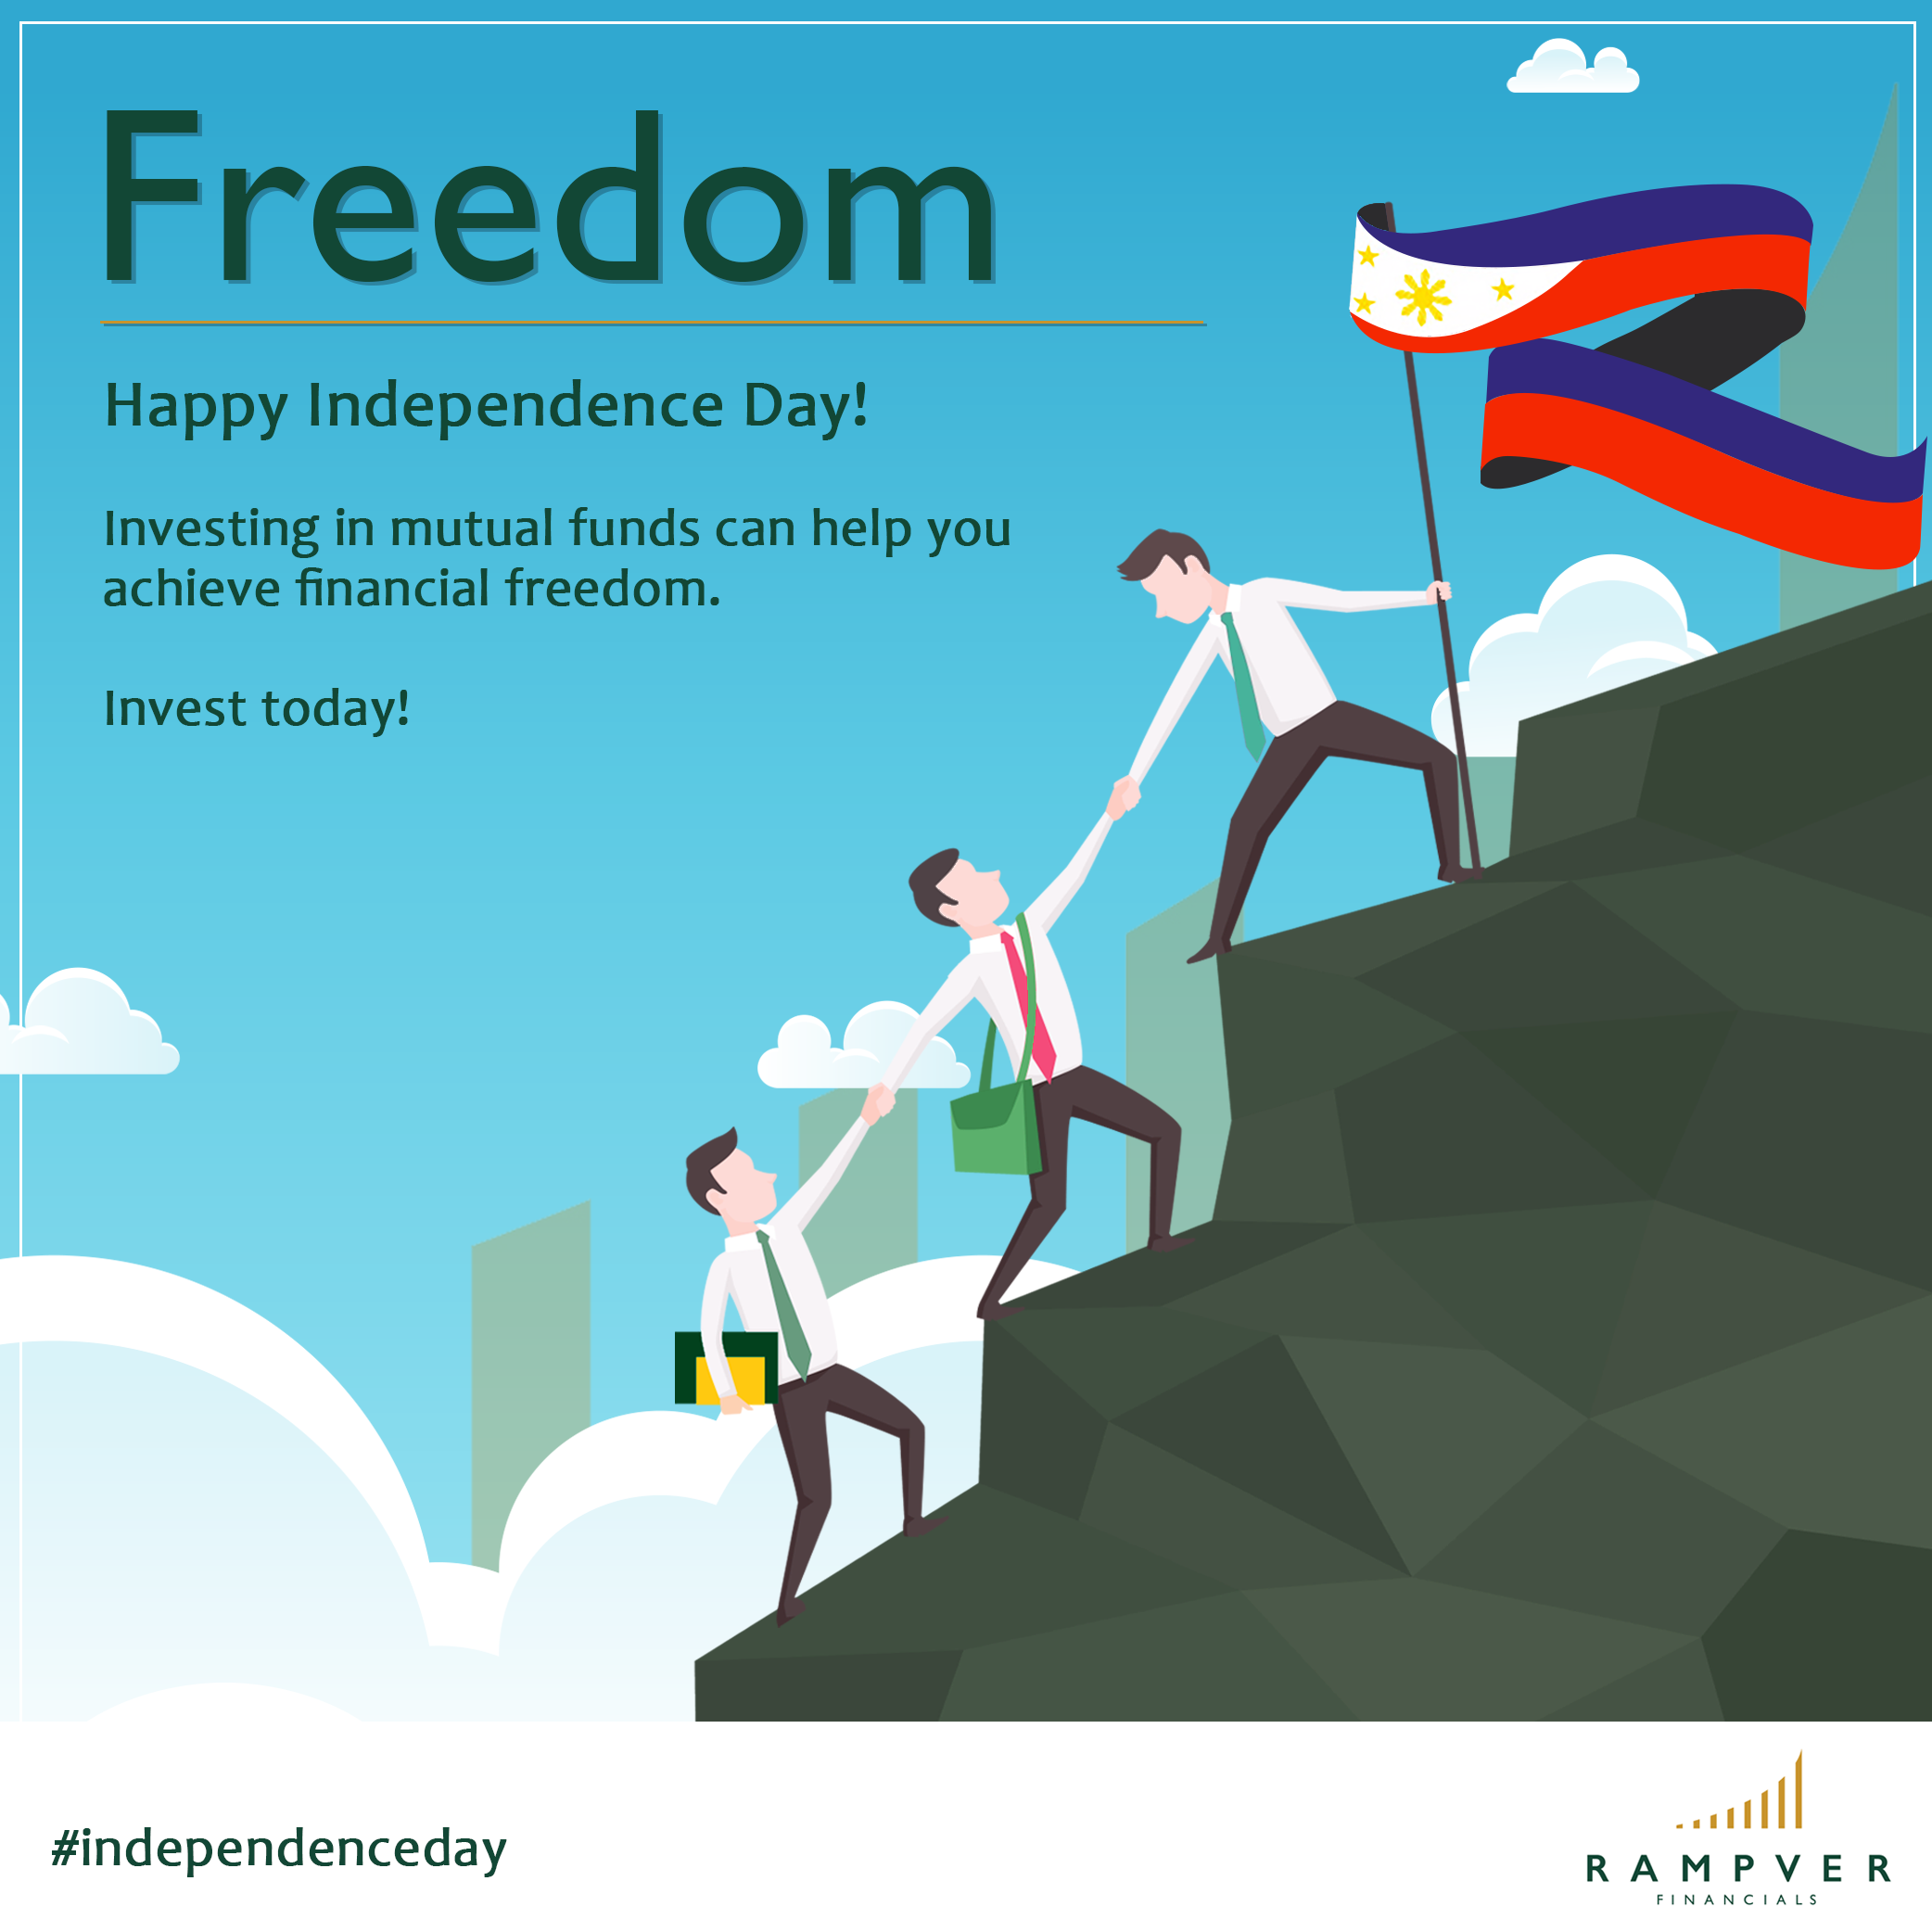 Freedom
Happy Independence Day!
Investing in mutual funds can help you
achieve financial freedom.
Invest today!
#independenceday
RAMPVER
FINANCIALS